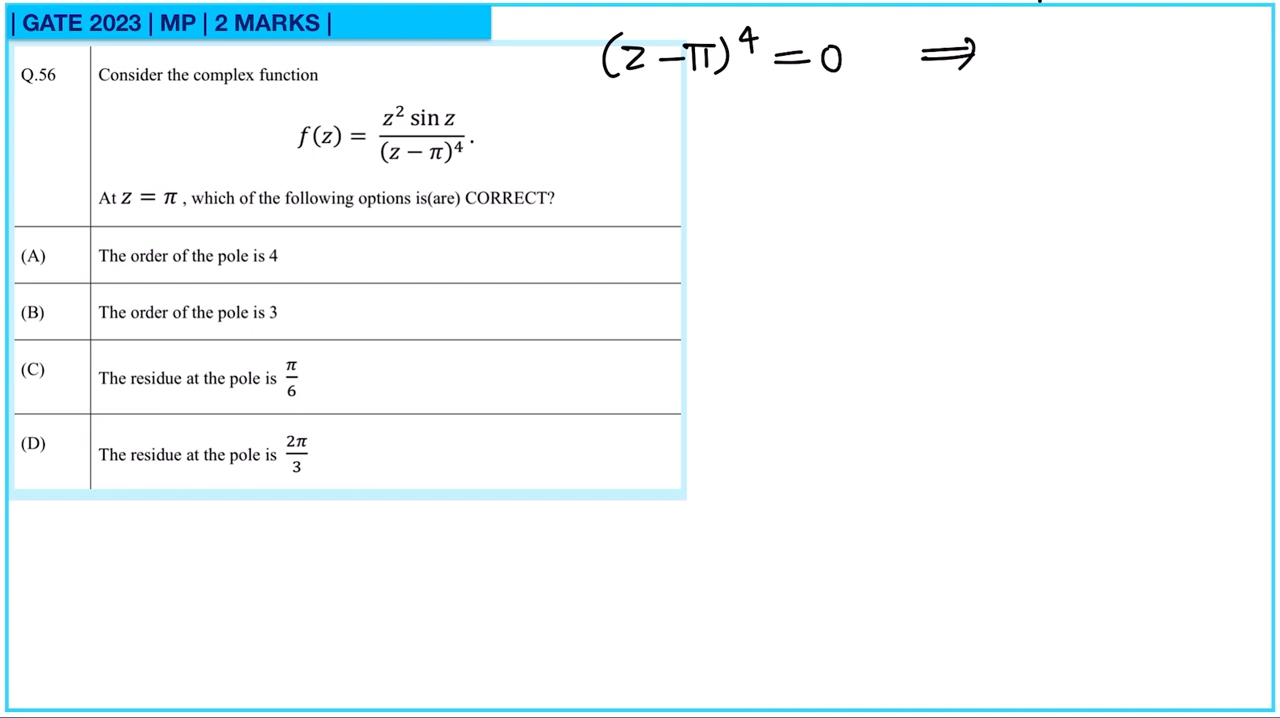 | GATE 2023 | MP | 2 MARKS |
(z − π)^4 = 0 ⇒
Q.56 Consider the complex function
f(z) = z² sin z / (z − π)⁴ .
At z = π , which of the following options is(are) CORRECT?
(A) The order of the pole is 4
(B) The order of the pole is 3
(C) The residue at the pole is π/6
(D) The residue at the pole is 2π/3